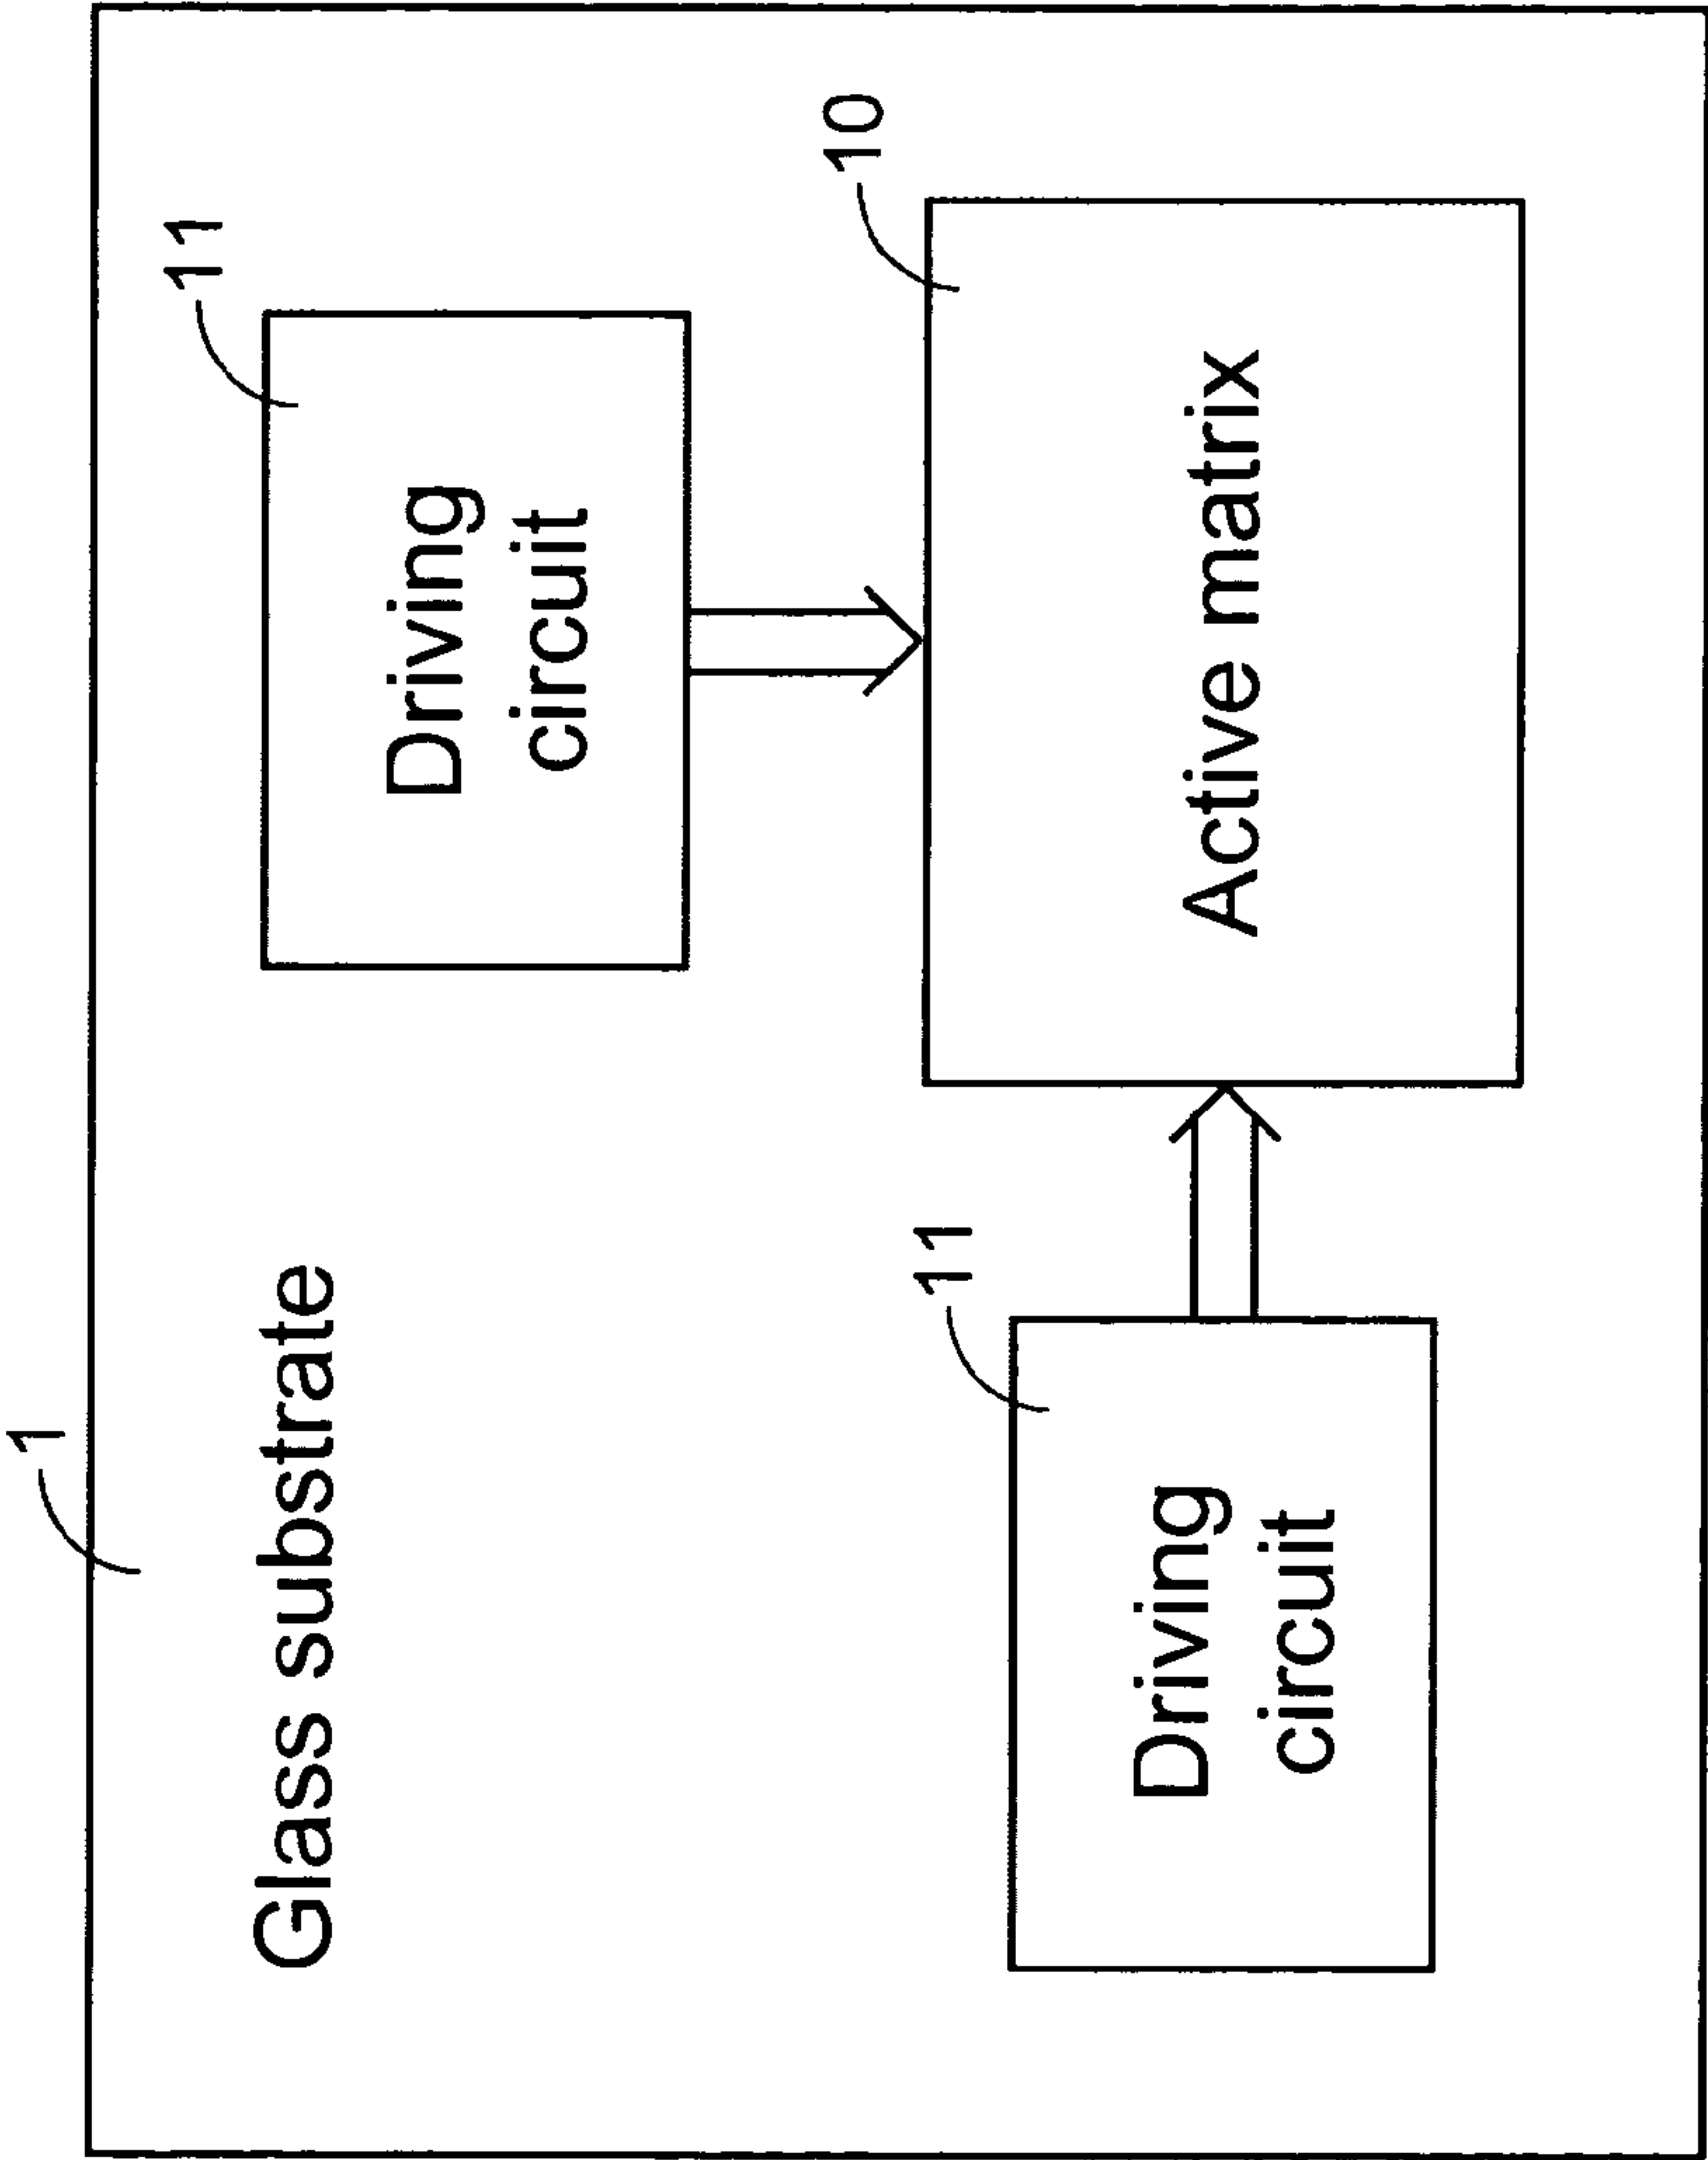 1
Glass substrate
11
Driving
circuit
10
Active matrix
11
Driving
circuit